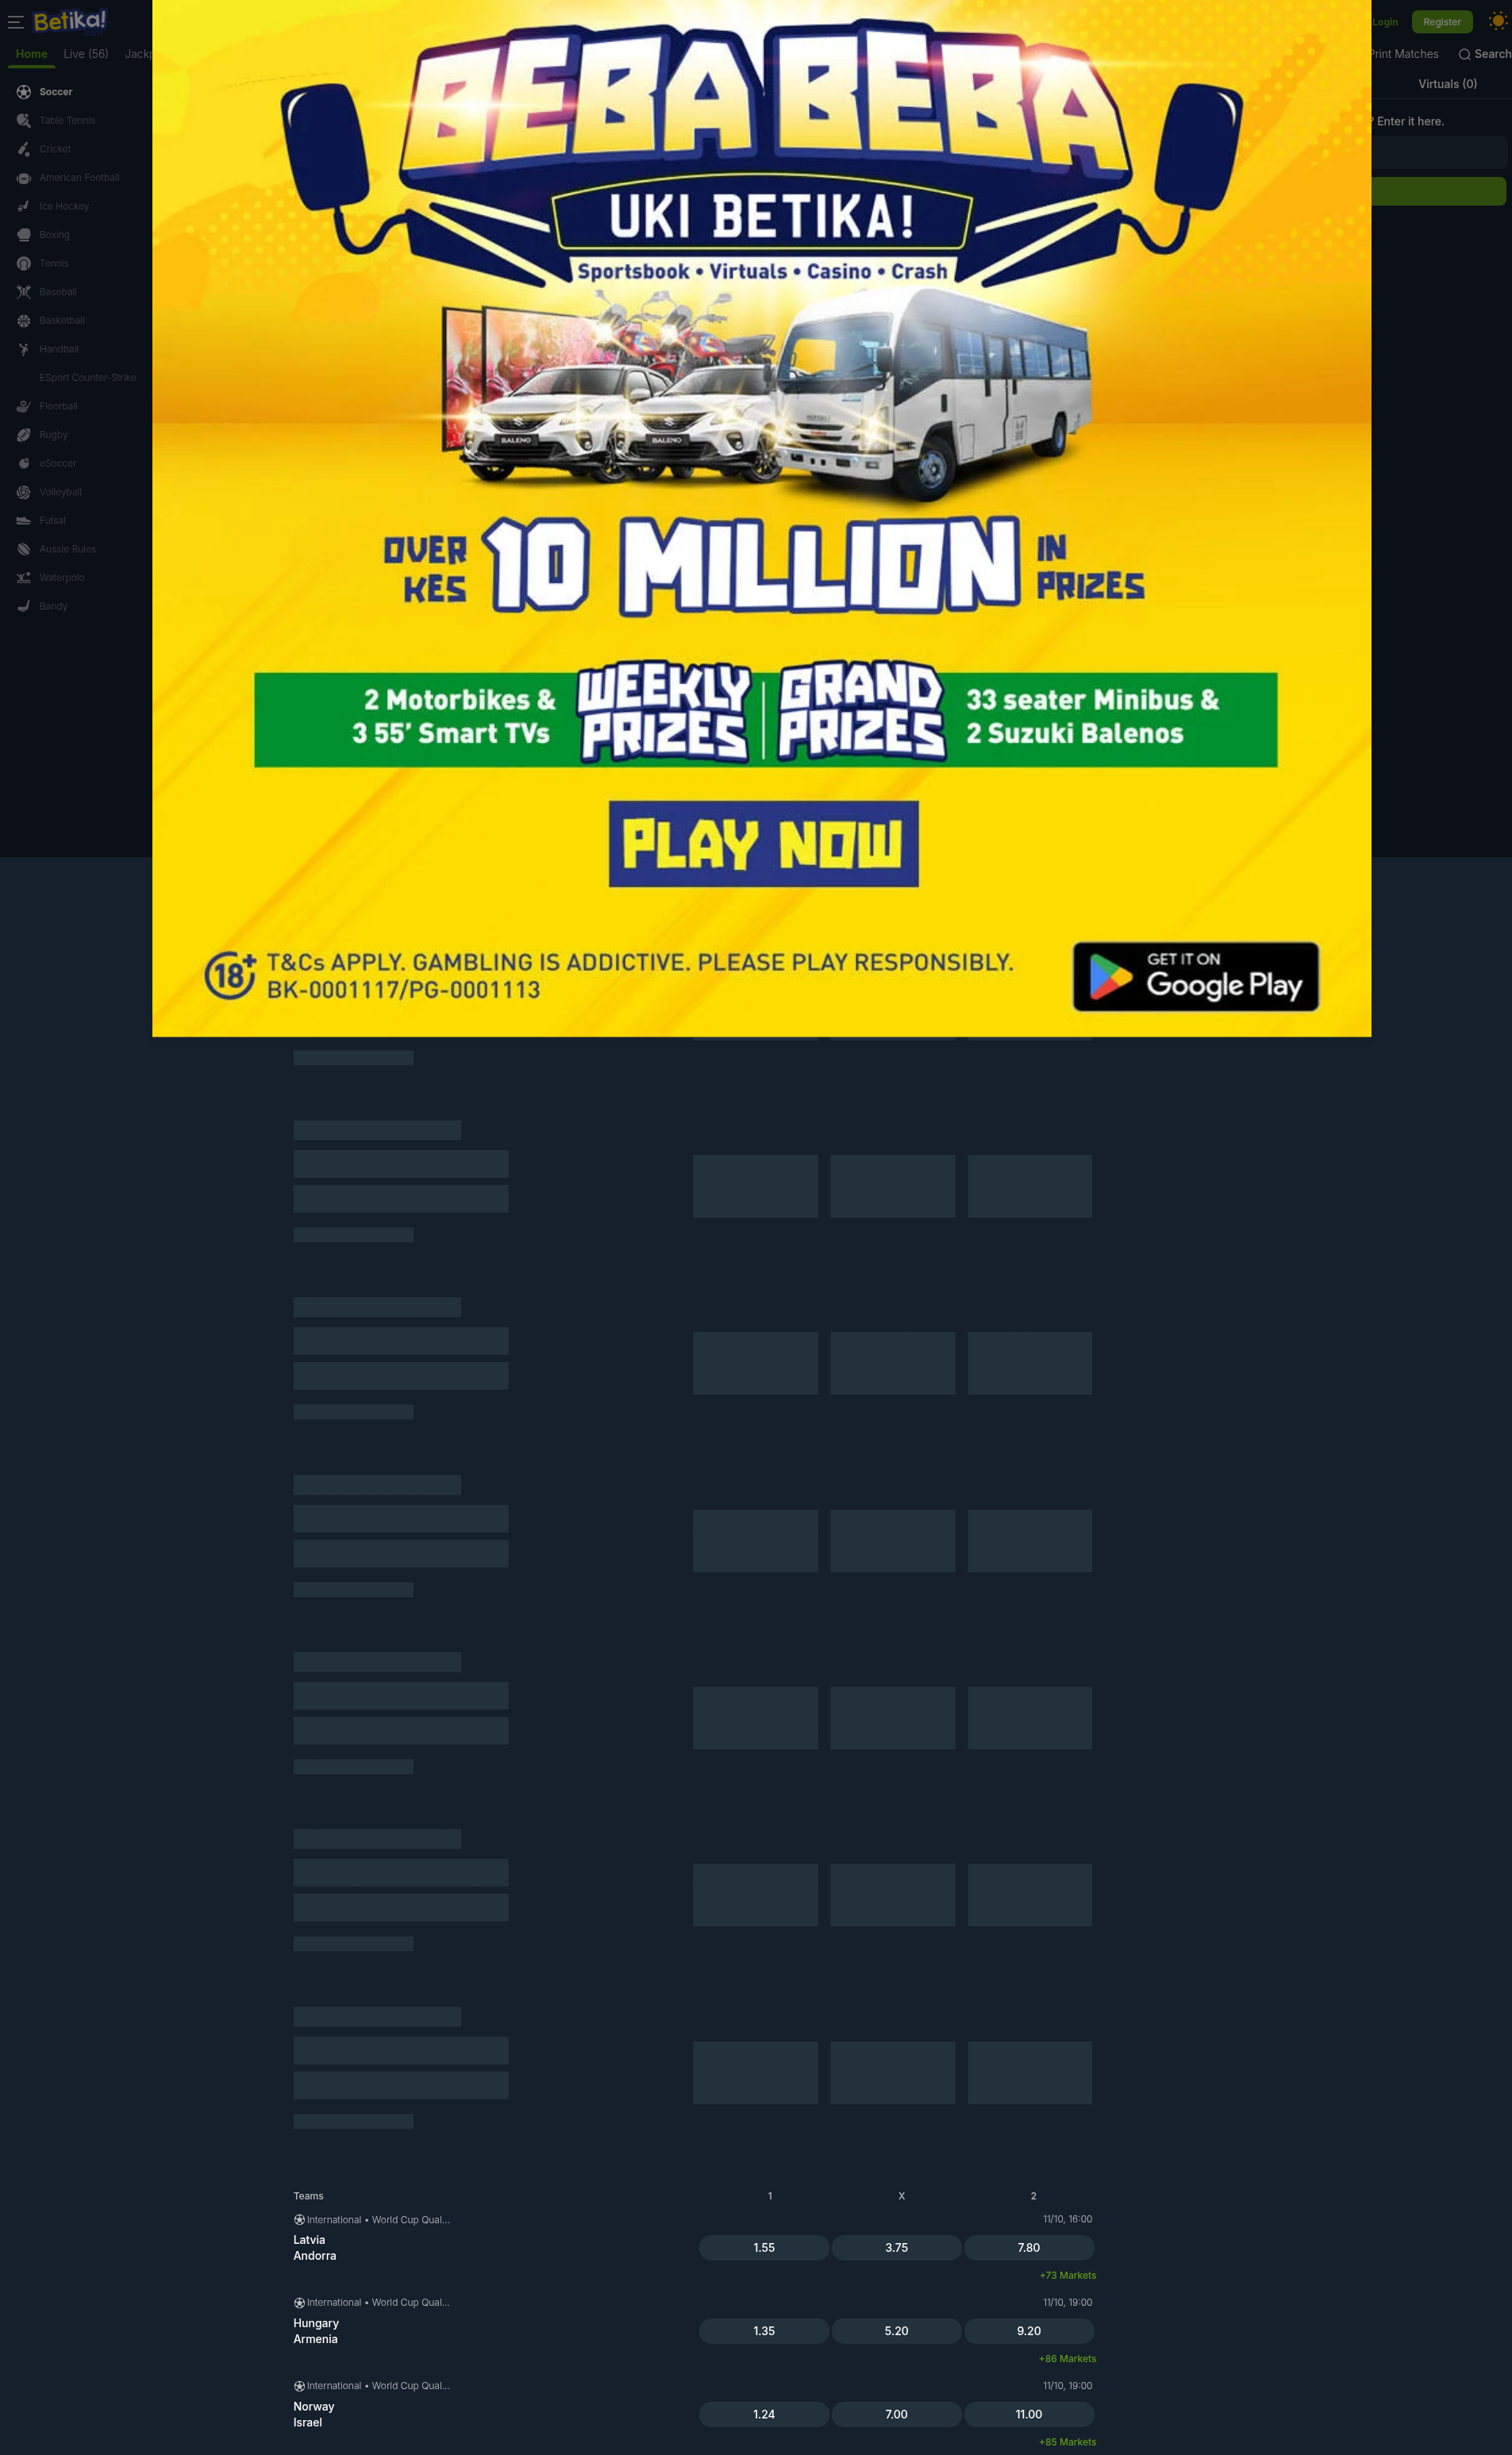 Betika!
Login
Register
Home
Live (56)
Print Matches
Search
Virtuals (0)
? Enter it here.
Soccer
Table Tennis
Cricket
American Football
Ice Hockey
Boxing
Tennis
Baseball
Basketball
Handball
ESport Counter-Strike
Floorball
Rugby
eSoccer
Volleyball
Futsal
Aussie Rules
Waterpolo
Bandy
BEBA BEBA
UKI BETIKA!
Sportsbook • Virtuals • Casino • Crash
BALENO
BALENO
OVER KES 10 MILLION IN PRIZES
2 Motorbikes &
3 55' Smart TVs
WEEKLY PRIZES
GRAND PRIZES
33 seater Minibus &
2 Suzuki Balenos
PLAY NOW
18+
T&Cs APPLY. GAMBLING IS ADDICTIVE. PLEASE PLAY RESPONSIBLY.
BK-0001117/PG-0001113
GET IT ON
Google Play
Teams 1 X 2
International • World Cup Qual... 11/10, 16:00
Latvia
Andorra
1.55 3.75 7.80
+73 Markets
International • World Cup Qual... 11/10, 19:00
Hungary
Armenia
1.35 5.20 9.20
+86 Markets
International • World Cup Qual... 11/10, 19:00
Norway
Israel
1.24 7.00 11.00
+85 Markets